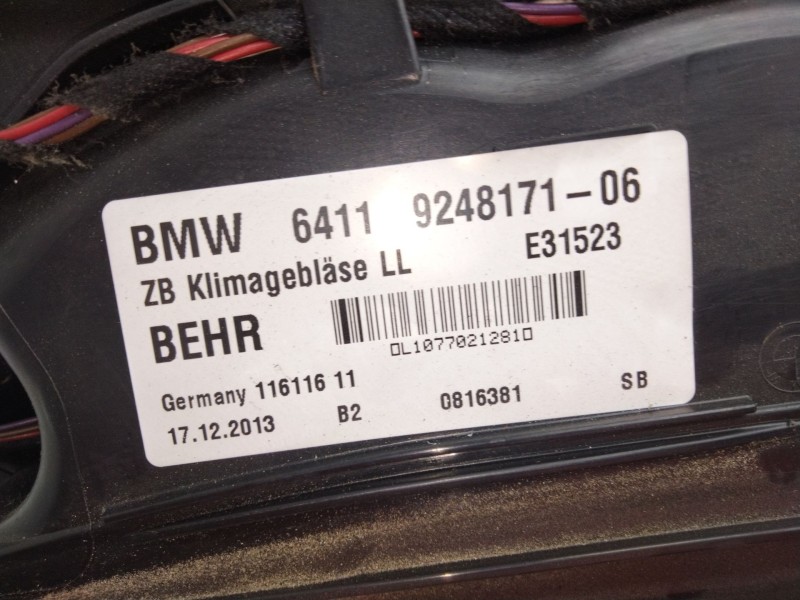 BMW 6411 9248171-06
ZB Klimagebläse LL E31523
BEHR
0L10770212810
Germany 116116 11
17.12.2013 B2 0816381 SB